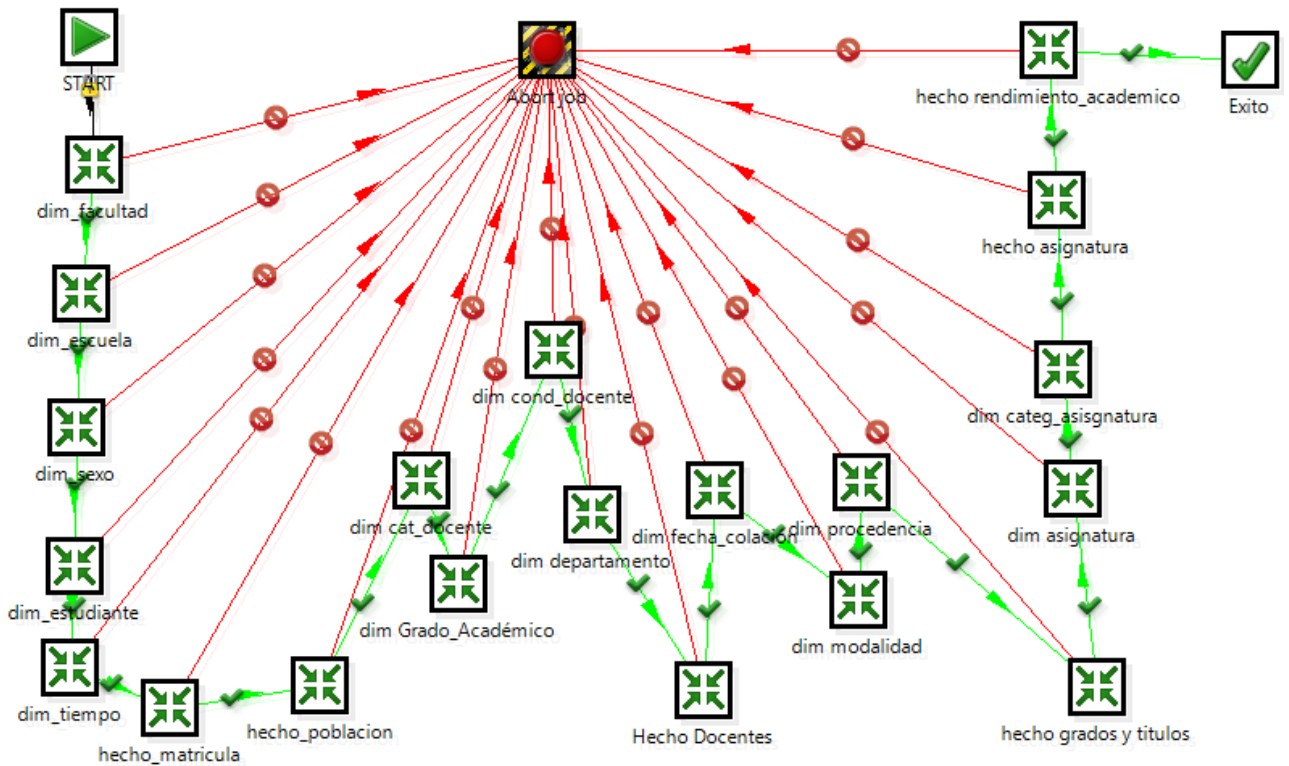 START
Abort job
hecho rendimiento_academico
Exito
dim_facultad
hecho asignatura
dim_escuela
dim cond_docente
dim categ_asisgnatura
dim_sexo
dim cat_docente
dim fecha_colación
dim procedencia
dim asignatura
dim departamento
dim_estudiante
dim Grado_Académico
dim modalidad
dim_tiempo
hecho_poblacion
Hecho Docentes
hecho grados y titulos
hecho_matricula